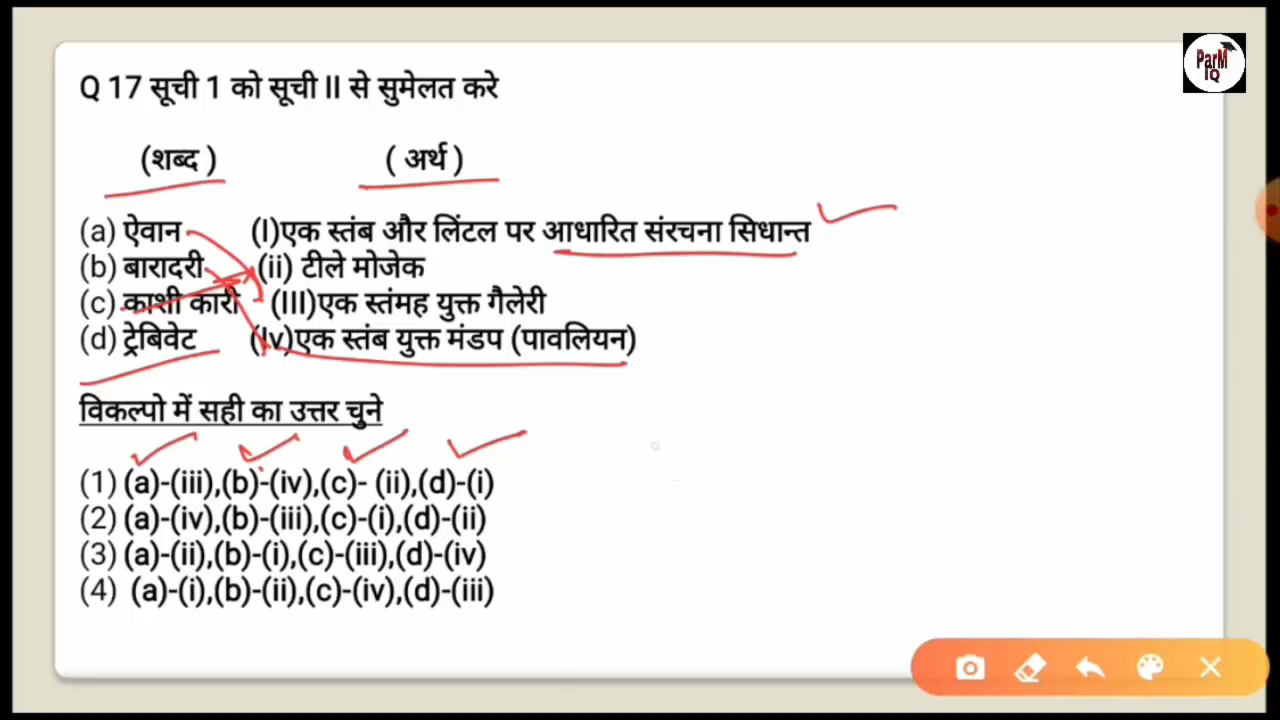 ParM
IQ
Q 17 सूची 1 को सूची II से सुमेलत करे
(शब्द ) ( अर्थ )
(a) ऐवान (I)एक स्तंब और लिंटल पर आधारित संरचना सिधान्त
(b) बारादरी (ii) टीले मोजेक
(c) काशी कारी (III)एक स्तंमह युक्त गैलेरी
(d) ट्रेबिवेट (Iv)एक स्तंब युक्त मंडप (पावलियन)
विकल्पो में सही का उत्तर चुने
(1) (a)-(iii),(b)-(iv),(c)- (ii),(d)-(i)
(2) (a)-(iv),(b)-(iii),(c)-(i),(d)-(ii)
(3) (a)-(ii),(b)-(i),(c)-(iii),(d)-(iv)
(4) (a)-(i),(b)-(ii),(c)-(iv),(d)-(iii)